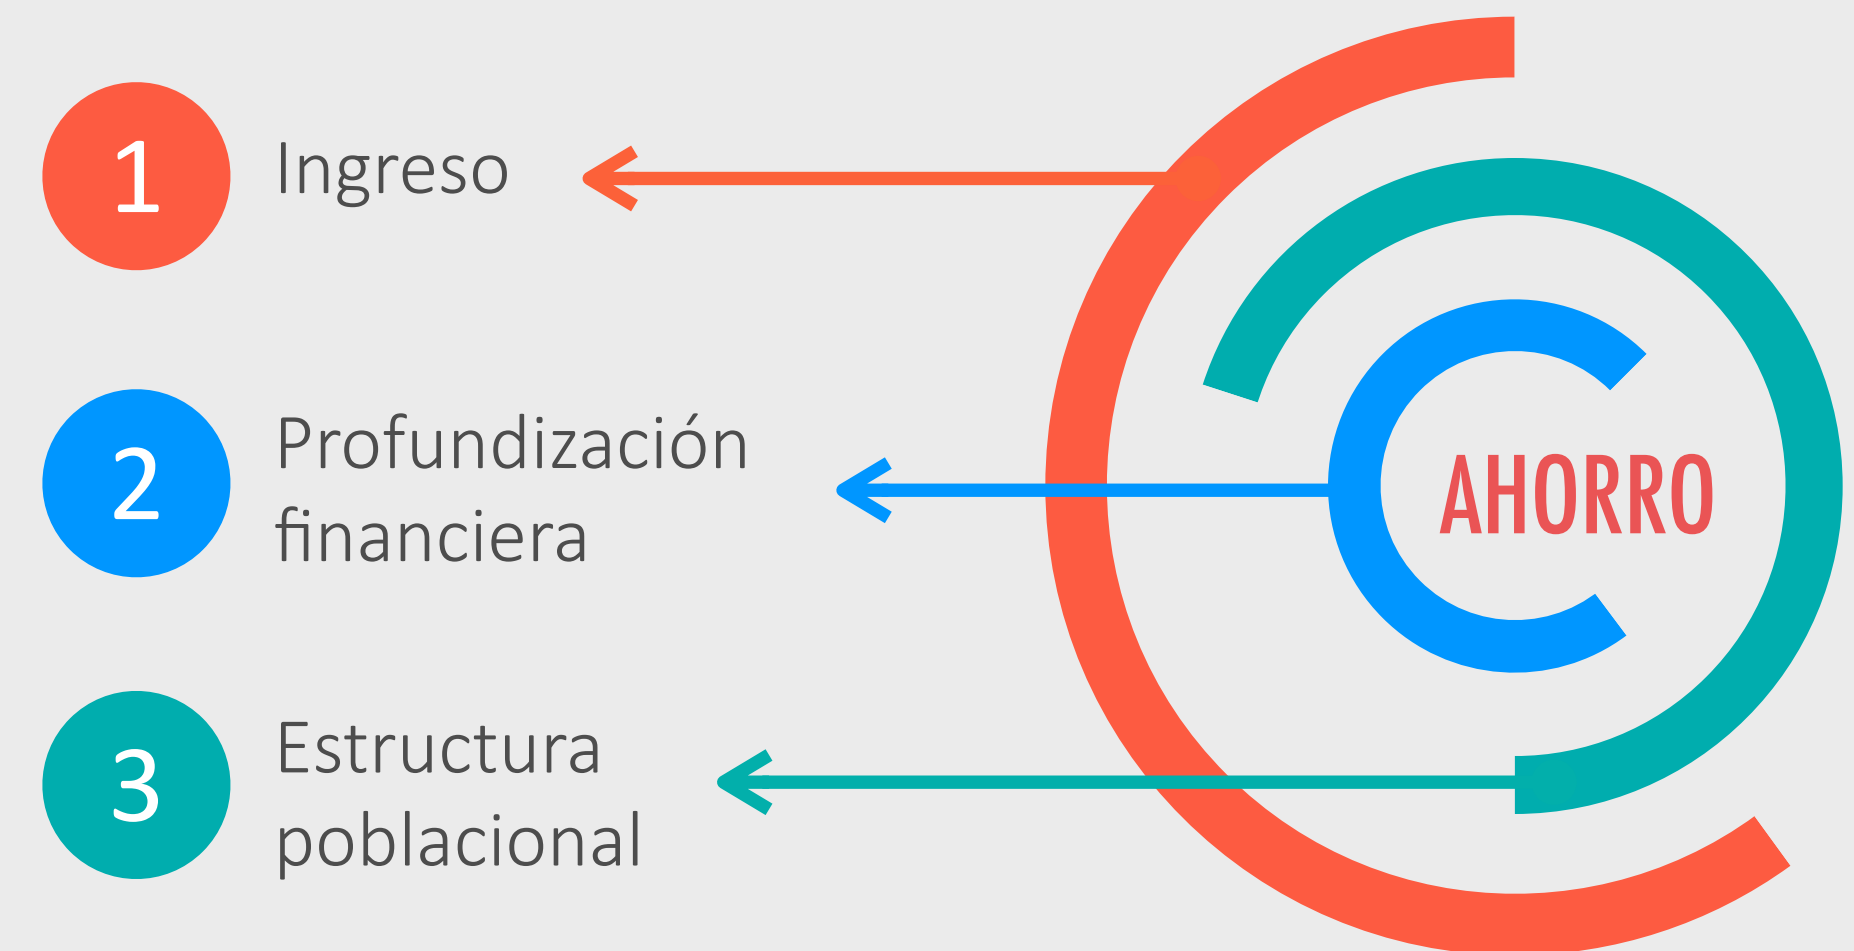 1
Ingreso
2
Profundización
financiera
AHORRO
3
Estructura
poblacional